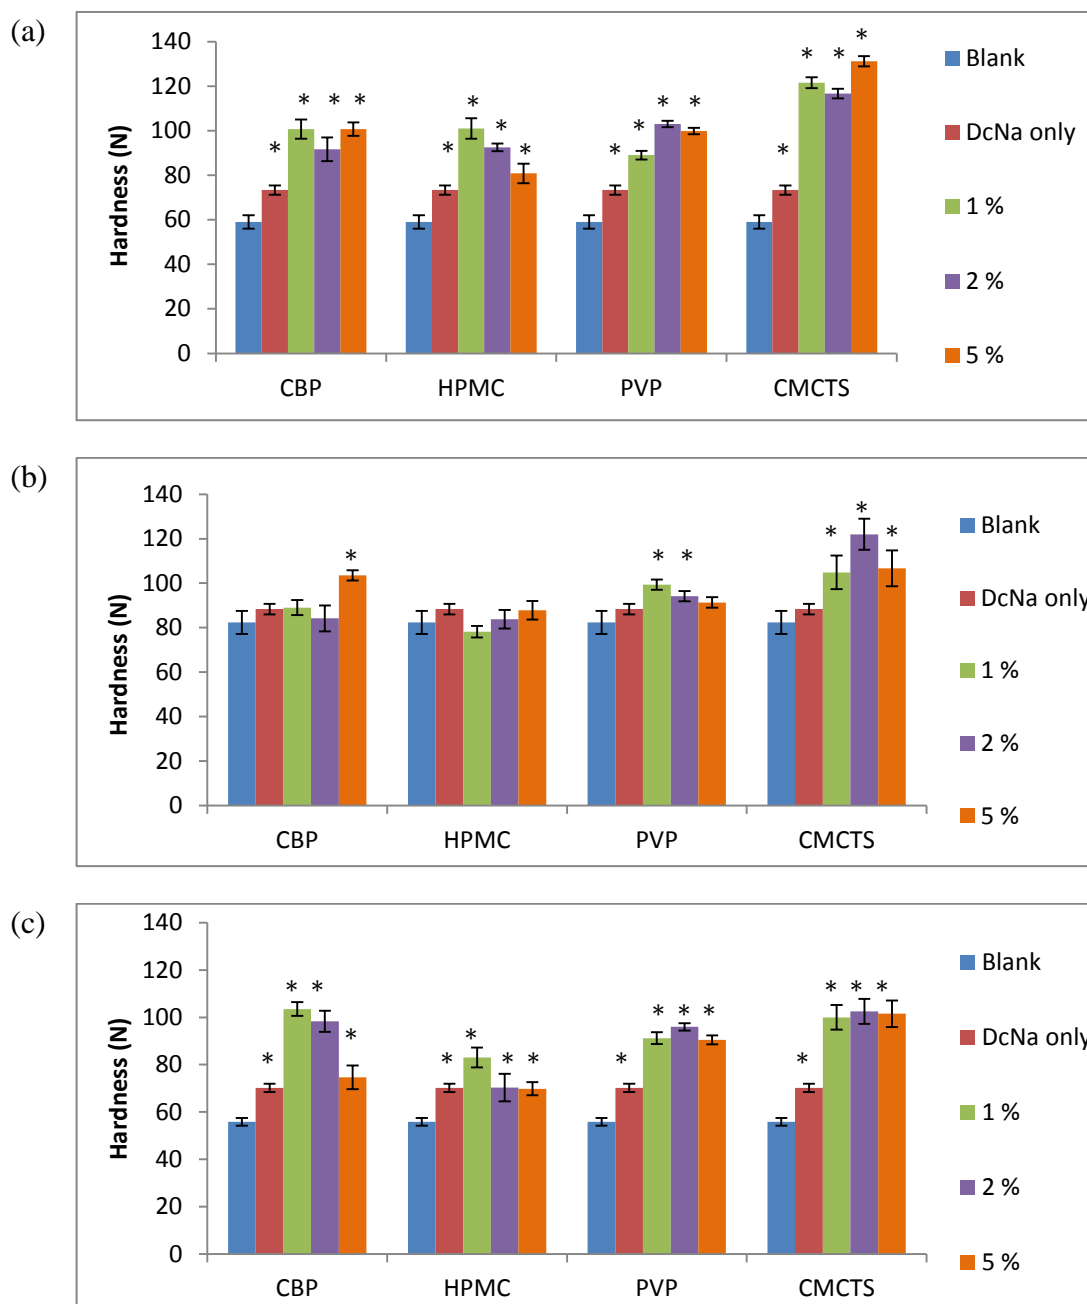 (a)
Hardness (N)
140
120
100
80
60
40
20
0
* * * *
* * * *
* * * *
* * * *
CBP HPMC PVP CMCTS
Blank
DcNa only
1 %
2 %
5 %
(b)
Hardness (N)
140
120
100
80
60
40
20
0
*
* *
* * *
CBP HPMC PVP CMCTS
Blank
DcNa only
1 %
2 %
5 %
(c)
Hardness (N)
140
120
100
80
60
40
20
0
* * * *
* * * *
* * * *
* * * *
CBP HPMC PVP CMCTS
Blank
DcNa only
1 %
2 %
5 %